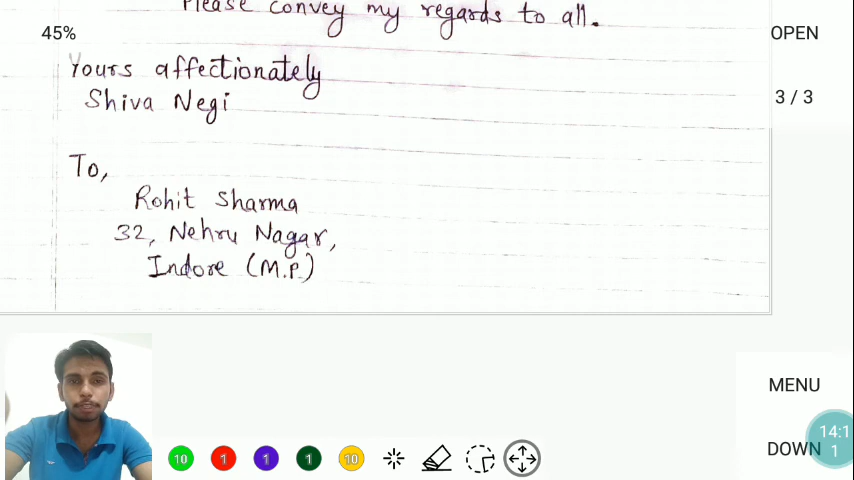 Please convey my regards to all.
45%
OPEN
Yours affectionately
Shiva Negi
3 / 3
To,
Rohit Sharma
32, Nehru Nagar,
Indore (M.P.)
MENU
DOWN
14:1
1
10
1
1
1
10